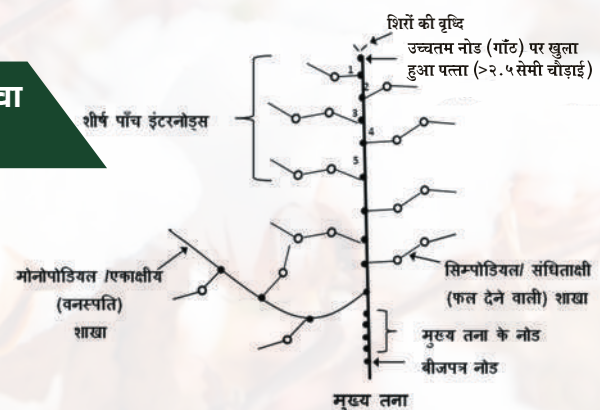 वा
शिरों की वृध्दि
उच्चतम नोड (गाँठ) पर खुला
हुआ पत्ता (>२.५सेमी चौड़ाई)
शीर्ष पाँच इंटरनोड्स
1
2
3
4
5
मोनोपोडियल /एकाक्षीय
(वनस्पति)
शाखा
सिम्पोडियल/ संधिताक्षी
(फल देने वाली) शाखा
मुख्य तना के नोड
बीजपत्र नोड
मुख्य तना